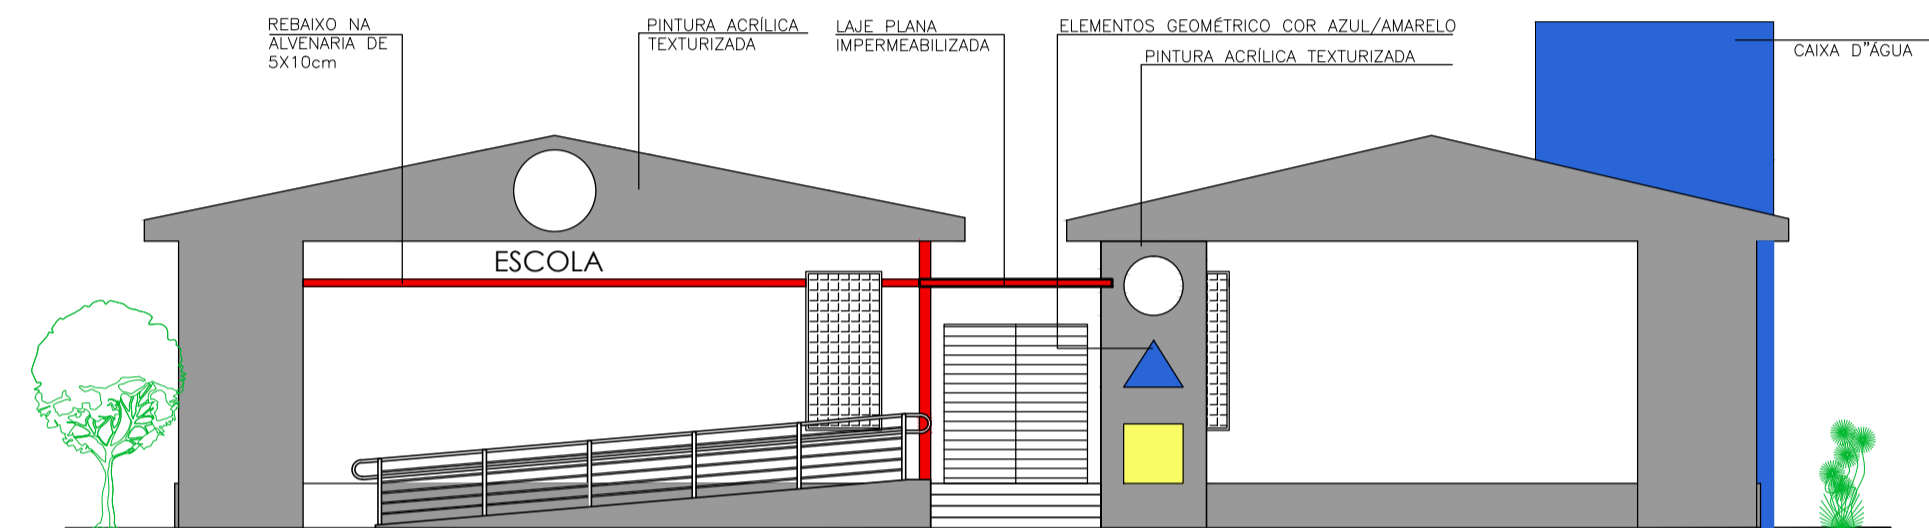 REBAIXO NA
ALVENARIA DE
5X10cm
PINTURA ACRÍLICA
TEXTURIZADA
LAJE PLANA
IMPERMEABILIZADA
ELEMENTOS GEOMÉTRICO COR AZUL/AMARELO
PINTURA ACRÍLICA TEXTURIZADA
CAIXA D"ÁGUA
ESCOLA